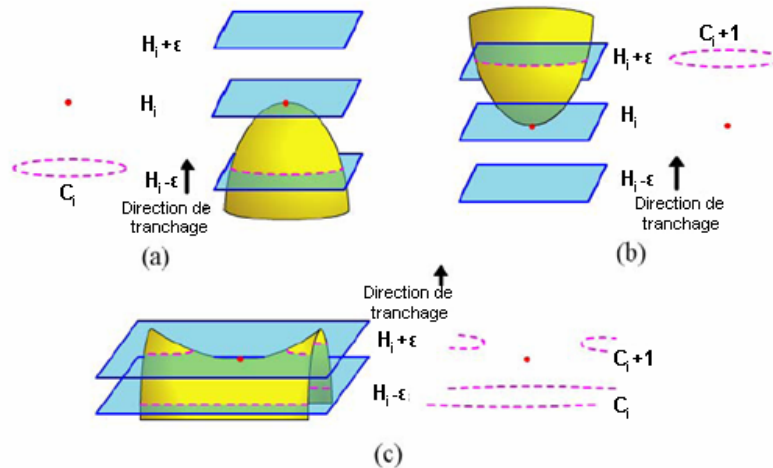 Hi+ε
Hi
Hi-ε
Ci
Direction de
tranchage
(a)
Ci+1
Hi+ε
Hi
Hi-ε
Direction de
tranchage
(b)
Direction de
tranchage
Hi+ε
Ci+1
Hi-ε
Ci
(c)